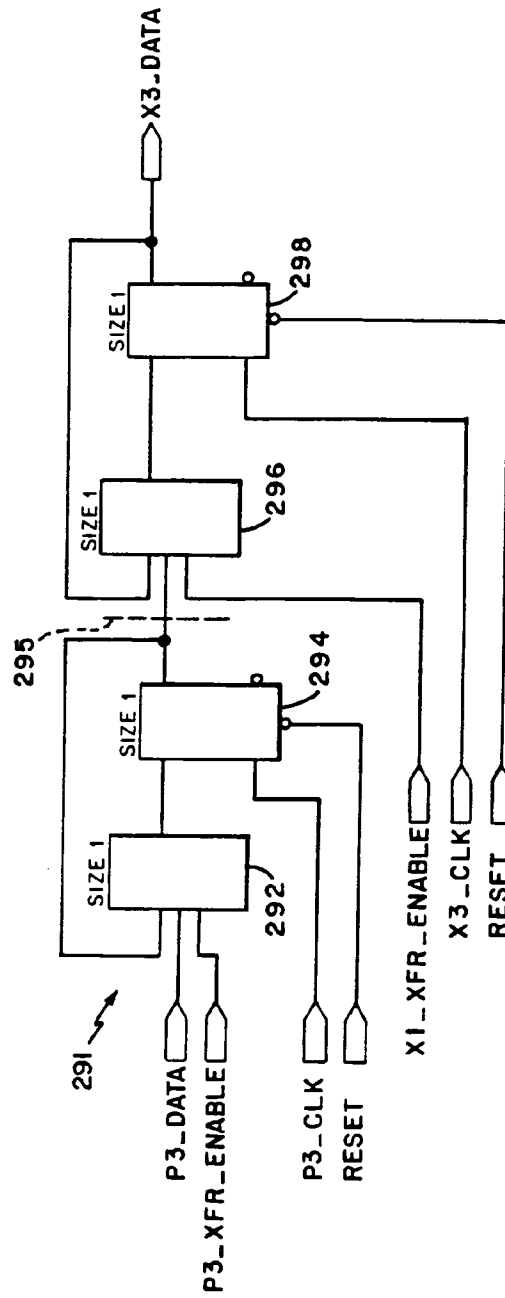 291
P3_DATA
P3_XFR_ENABLE
P3_CLK
RESET
SIZE 1
292
SIZE 1
294
295
SIZE 1
296
SIZE 1
298
X3_DATA
X1_XFR_ENABLE
X3_CLK
RESET